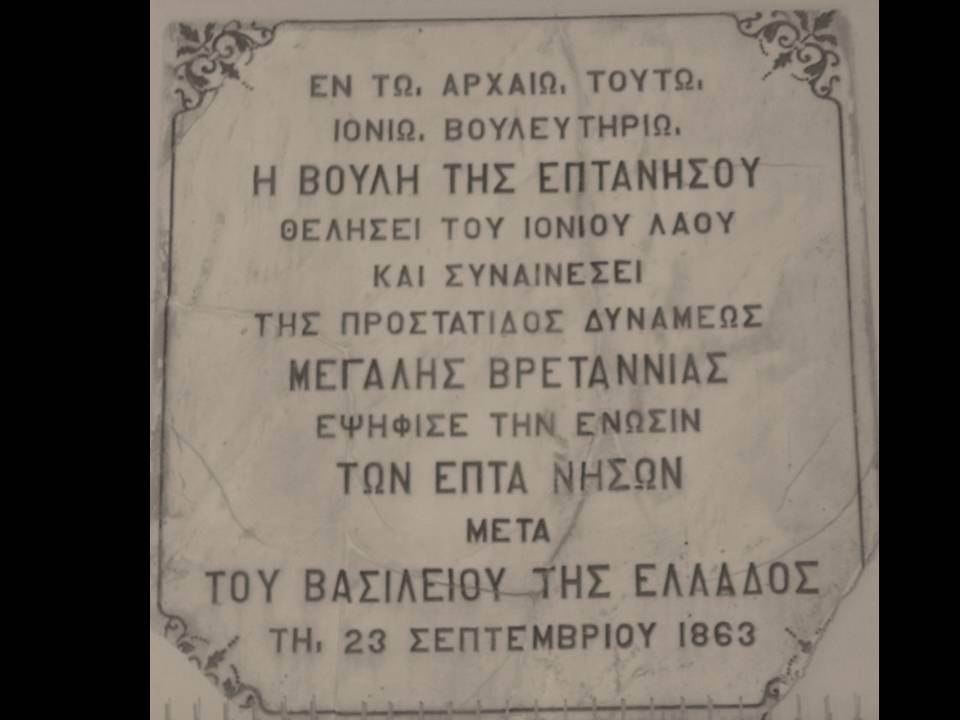 ΕΝ ΤΩͺ ΑΡΧΑΙΩͺ ΤΟΥΤΩͺ
ΙΟΝΙΩͺ ΒΟΥΛΕΥΤΗΡΙΩͺ
Η ΒΟΥΛΗ ΤΗΣ ΕΠΤΑΝΗΣΟΥ
ΘΕΛΗΣΕΙ ΤΟΥ ΙΟΝΙΟΥ ΛΑΟΥ
ΚΑΙ ΣΥΝΑΙΝΕΣΕΙ
ΤΗΣ ΠΡΟΣΤΑΤΙΔΟΣ ΔΥΝΑΜΕΩΣ
ΜΕΓΑΛΗΣ ΒΡΕΤΑΝΝΙΑΣ
ΕΨΗΦΙΣΕ ΤΗΝ ΕΝΩΣΙΝ
ΤΩΝ ΕΠΤΑ ΝΗΣΩΝ
ΜΕΤΑ
ΤΟΥ ΒΑΣΙΛΕΙΟΥ ΤΗΣ ΕΛΛΑΔΟΣ
ΤΗͺ 23 ΣΕΠΤΕΜΒΡΙΟΥ 1863